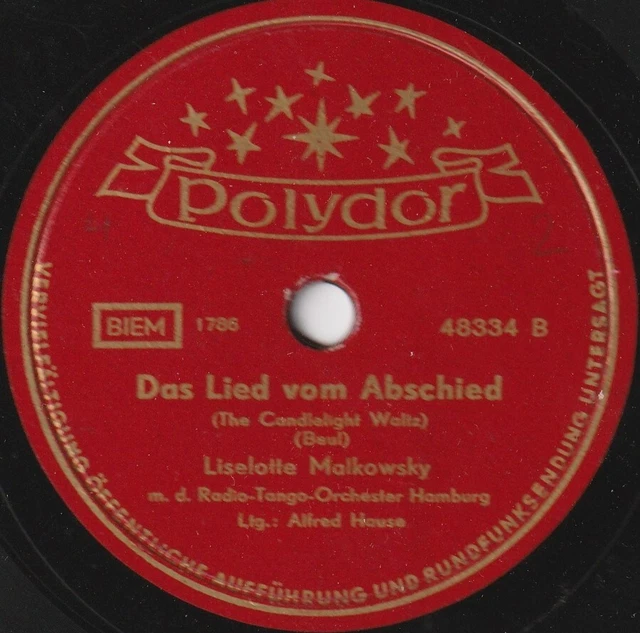 Polydor
BIEM 1786 48334 B
Das Lied vom Abschied
(The Candlelight Waltz)
(Beul)
Liselotte Malkowsky
m. d. Radio-Tango-Orchester Hamburg
Ltg.: Alfred Hause
VERVIELFÄLTIGUNG, ÖFFENTLICHE AUFFÜHRUNG UND RUNDFUNKSENDUNG UNTERSAGT